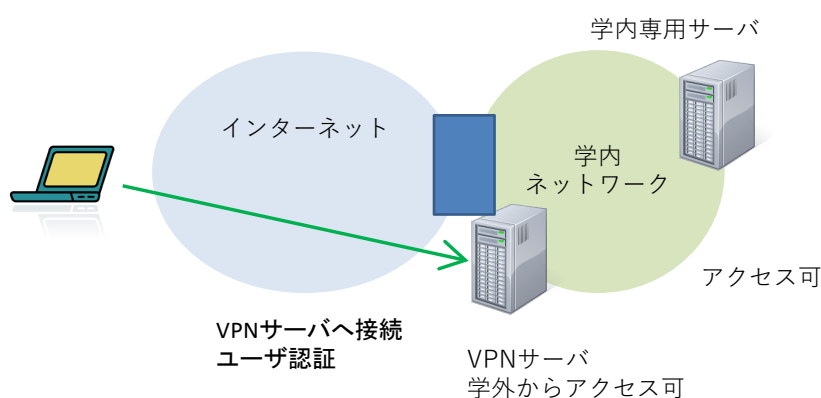 学内専用サーバ
インターネット
学内
ネットワーク
アクセス可
VPNサーバへ接続
ユーザ認証
VPNサーバ
学外からアクセス可